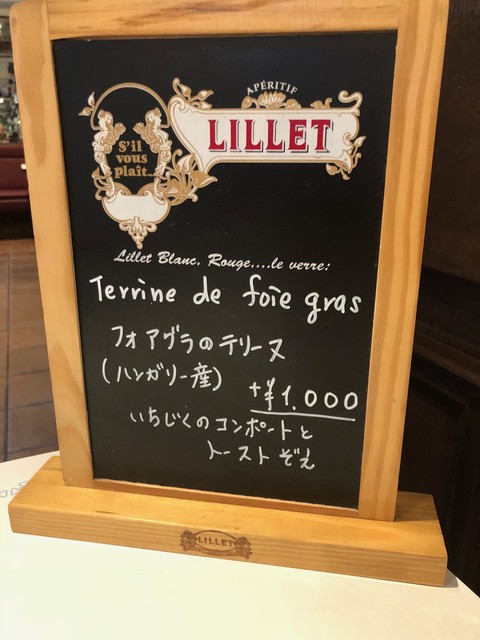 APÉRITIF
LILLET
S'il
vous
plaît...
Lillet Blanc, Rouge....le verre:
Terrine de foie gras
フォアグラのテリーヌ
(ハンガリー産)
+¥1.000
いちじくのコンポートと
トーストぞえ
LILLET